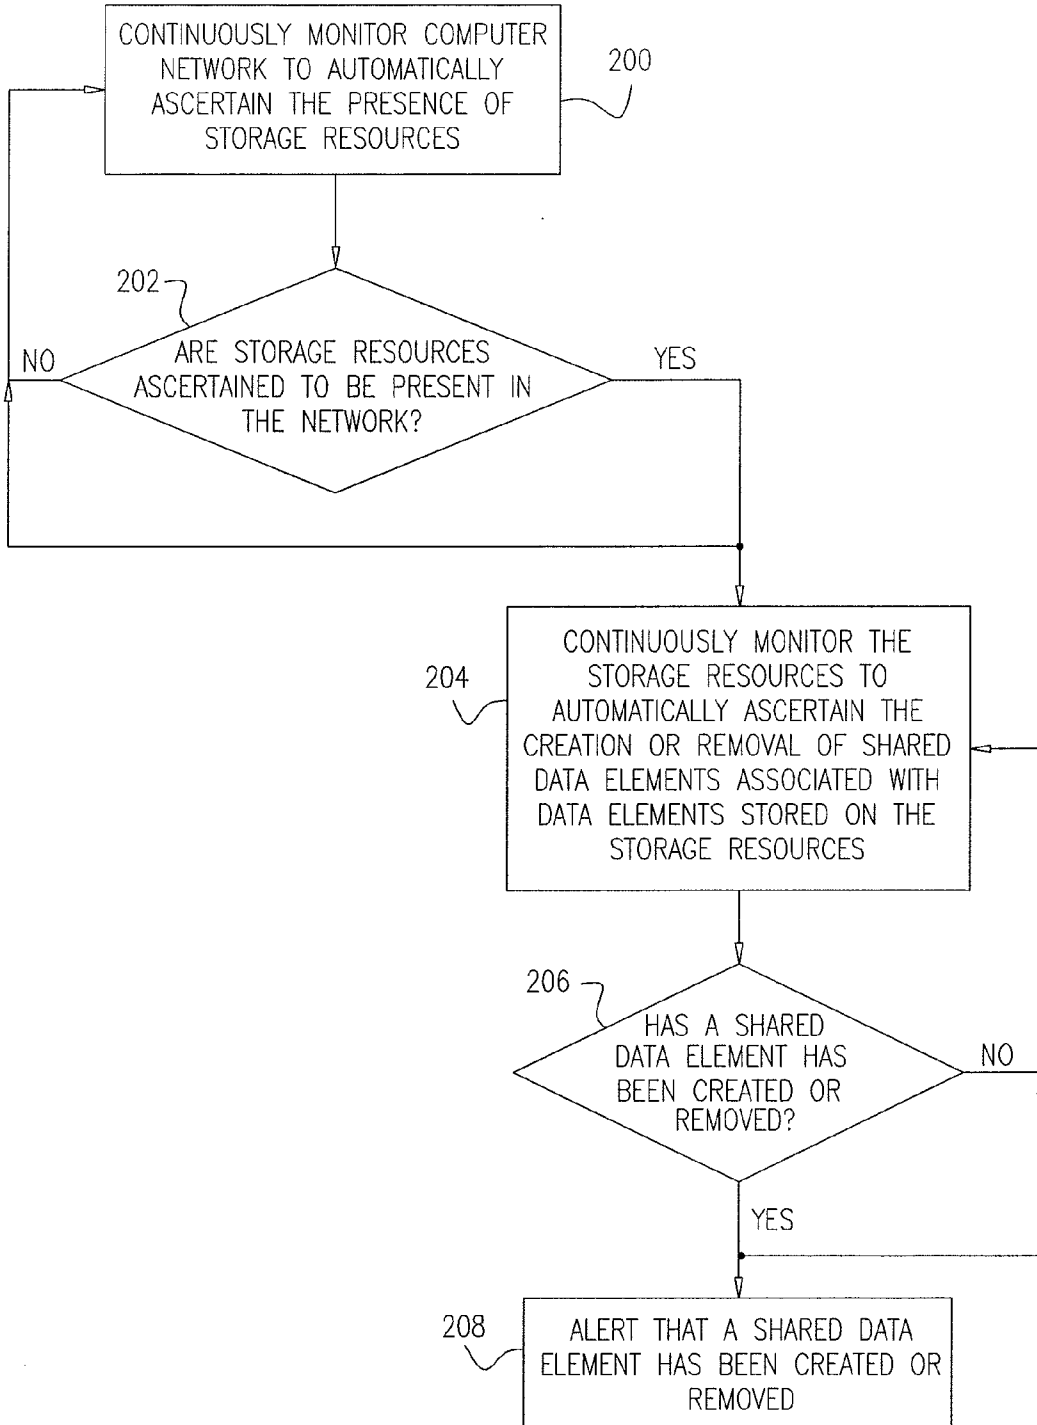 CONTINUOUSLY MONITOR COMPUTER
NETWORK TO AUTOMATICALLY
ASCERTAIN THE PRESENCE OF
STORAGE RESOURCES
200
202
ARE STORAGE RESOURCES
ASCERTAINED TO BE PRESENT IN
THE NETWORK?
NO
YES
204
CONTINUOUSLY MONITOR THE
STORAGE RESOURCES TO
AUTOMATICALLY ASCERTAIN THE
CREATION OR REMOVAL OF SHARED
DATA ELEMENTS ASSOCIATED WITH
DATA ELEMENTS STORED ON THE
STORAGE RESOURCES
206
HAS A SHARED
DATA ELEMENT HAS
BEEN CREATED OR
REMOVED?
NO
YES
208
ALERT THAT A SHARED DATA
ELEMENT HAS BEEN CREATED OR
REMOVED